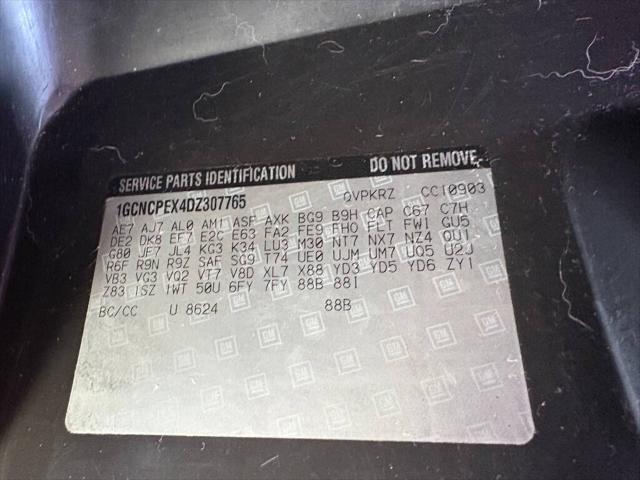 SERVICE PARTS IDENTIFICATION DO NOT REMOVE
1GCNCPEX4DZ307765 QVPKRZ CC10903
AE7 AJ7 AL0 AM1 ASF AXK BG9 B9H CAP C67 C7H
DE2 DK8 EF7 E2C E63 FA2 FE9 FHO FLT FW1 GU5
G80 JF7 JL4 KG3 K34 LU3 M30 NT7 NX7 NZ4 OU1
R6F R9N R9Z SAF SG9 T74 UE0 UJM UM7 UQ5 U2J
VB3 VG3 VQ2 VT7 V8D XL7 X88 YD3 YD5 YD6 ZY1
Z83 1SZ 1WT 50U 6FY 7FY 88B 88I
BC/CC U 8624 88B